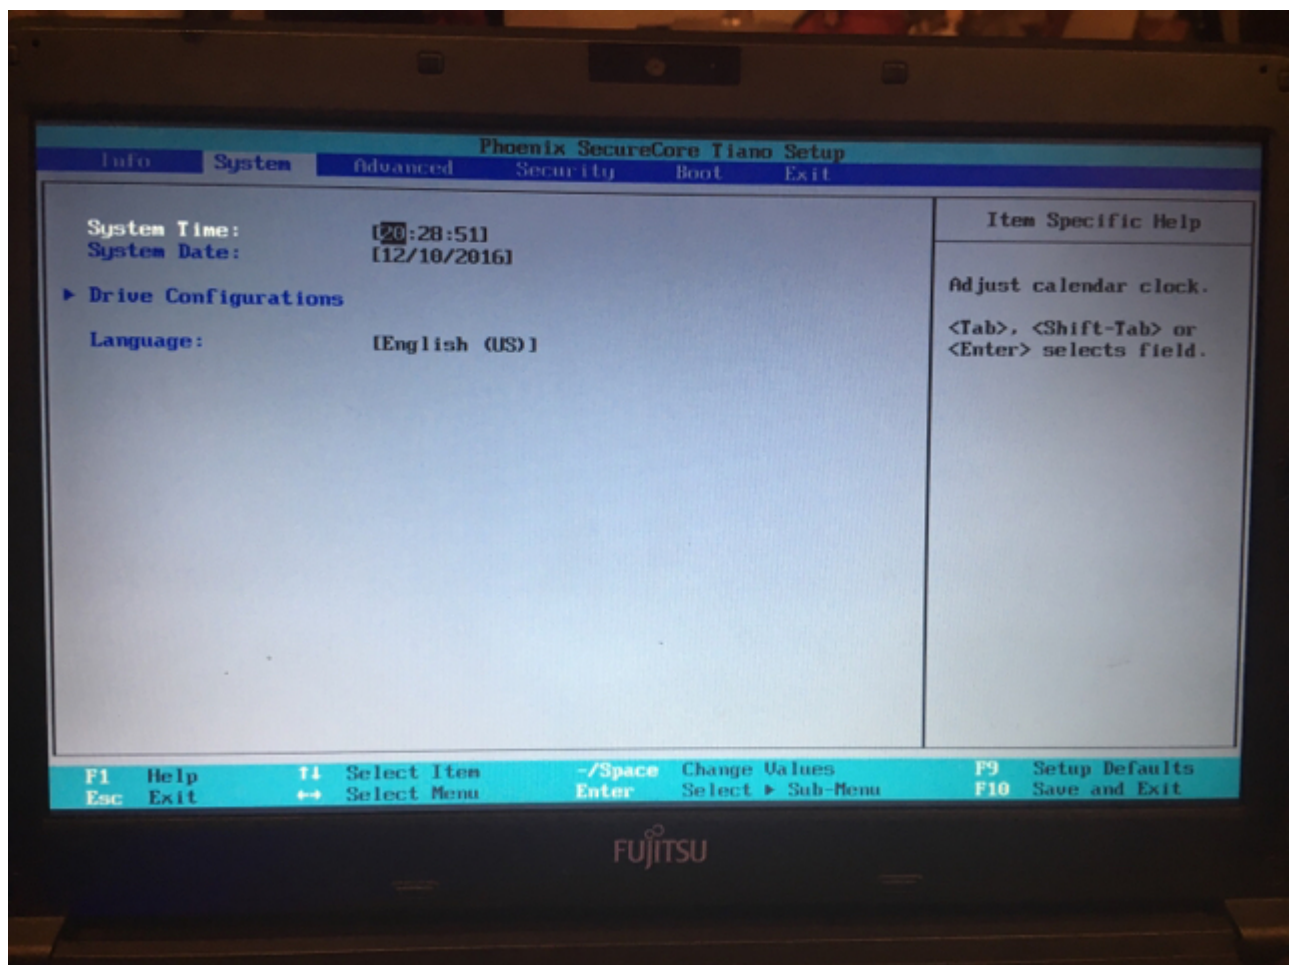 Phoenix SecureCore Tiano Setup
Info System Advanced Security Boot Exit
System Time: [20:28:51]
System Date: [12/10/2016]
▶ Drive Configurations
Language: [English (US)]
Item Specific Help
Adjust calendar clock.
<Tab>, <Shift-Tab> or
<Enter> selects field.
F1 Help ↑↓ Select Item -/Space Change Values F9 Setup Defaults
Esc Exit ←→ Select Menu Enter Select ▶ Sub-Menu F10 Save and Exit
FUJITSU